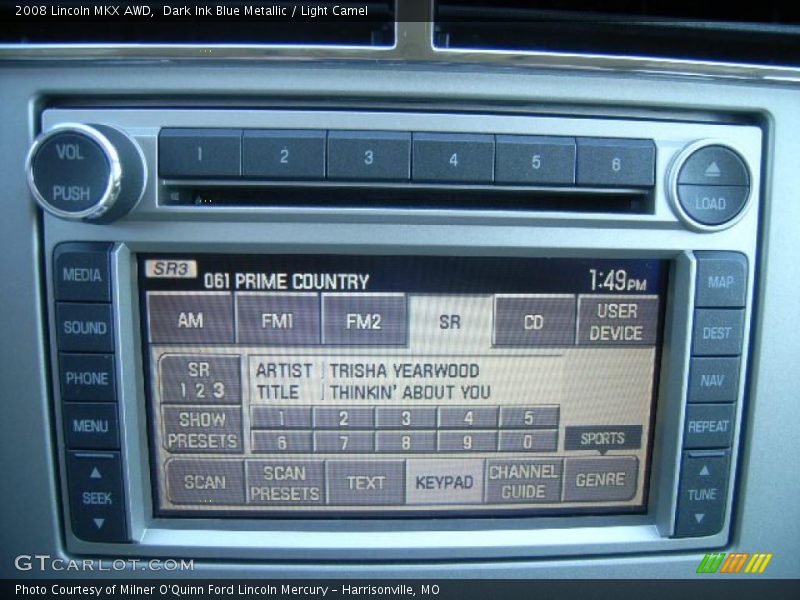 2008 Lincoln MKX AWD,  Dark Ink Blue Metallic / Light Camel
VOL
PUSH
1 2 3 4 5 6
LOAD
MEDIA
SOUND
PHONE
MENU
SEEK
SR3 061 PRIME COUNTRY 1:49PM
AM FM1 FM2 SR CD USER DEVICE
SR
1 2 3
ARTIST TRISHA YEARWOOD
TITLE THINKIN' ABOUT YOU
SHOW
PRESETS
1 2 3 4 5
6 7 8 9 0
SPORTS
SCAN SCAN PRESETS TEXT KEYPAD CHANNEL GUIDE GENRE
MAP
DEST
NAV
REPEAT
TUNE
GTCARLOT.COM
Photo Courtesy of Milner O'Quinn Ford Lincoln Mercury - Harrisonville, MO